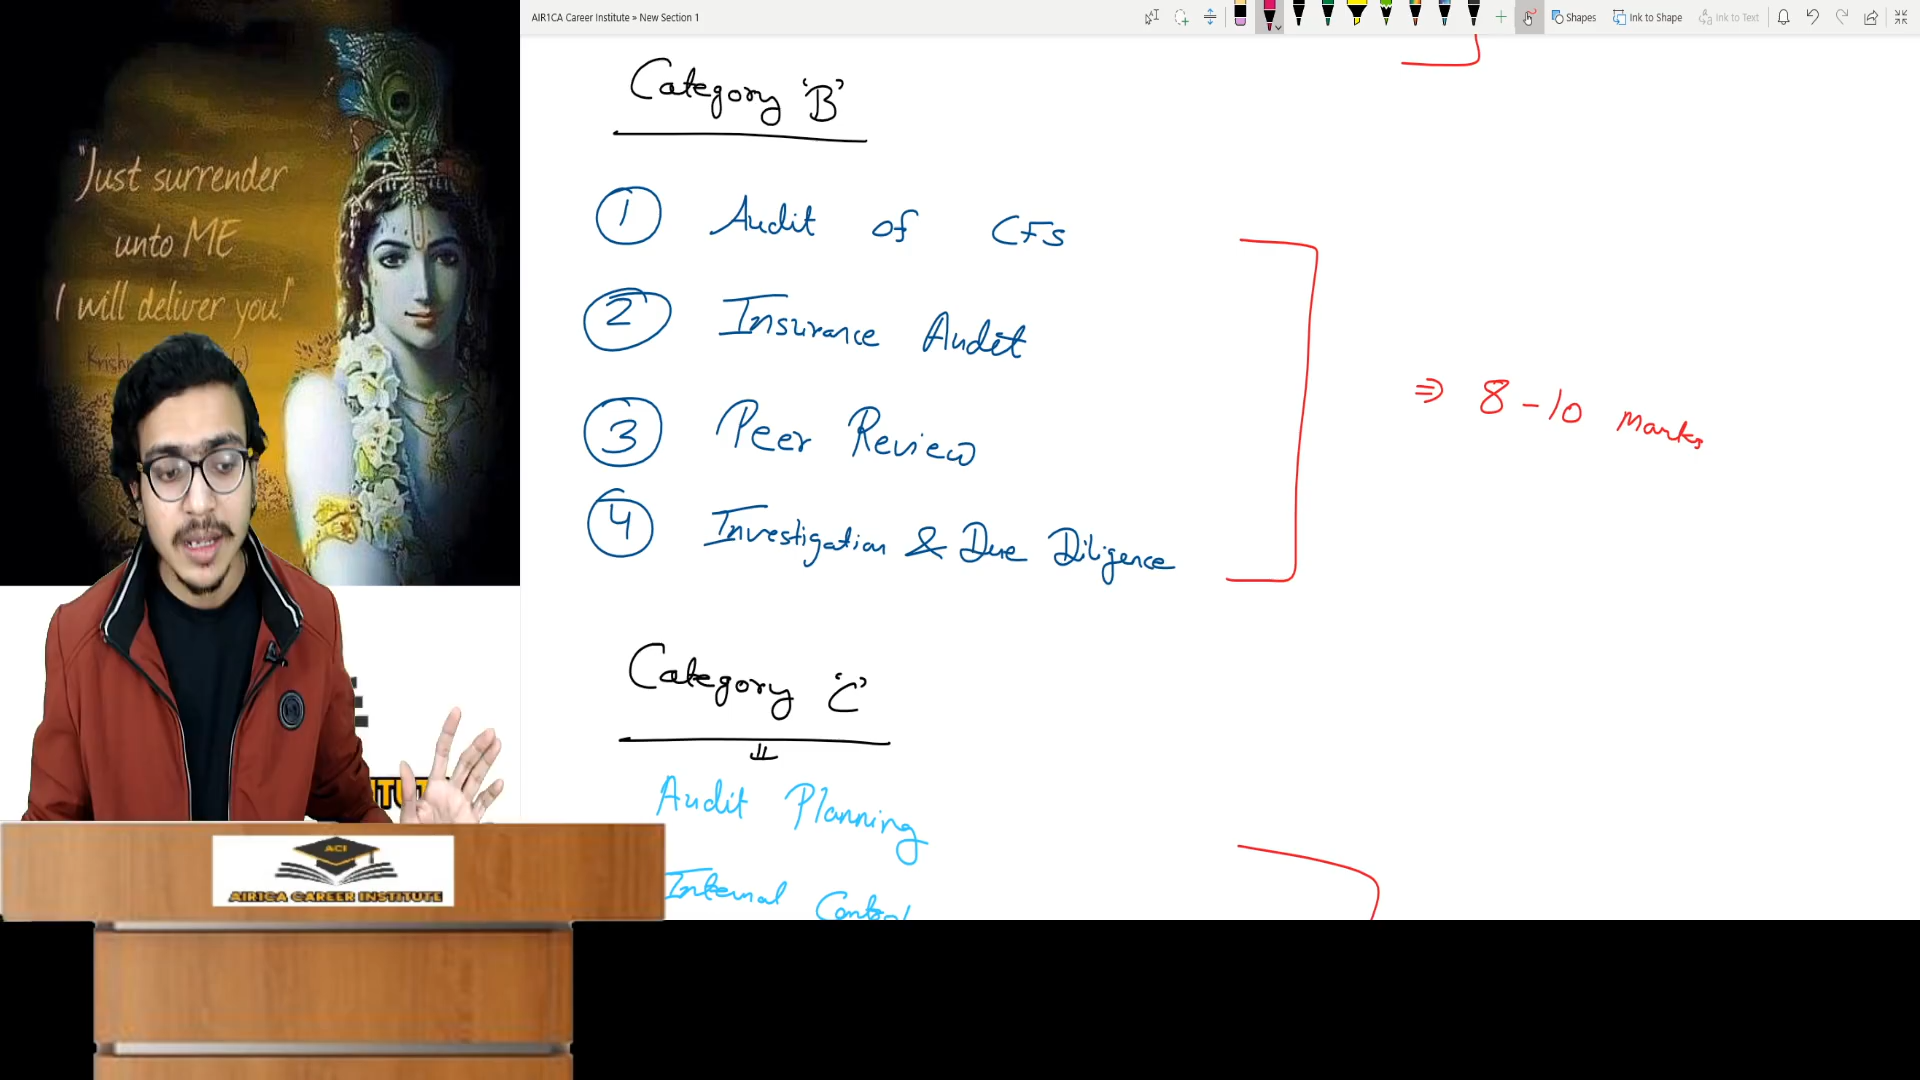 AIR1CA Career Institute » New Section 1
Shapes
Ink to Shape
Ink to Text
"Just surrender
unto ME
I will deliver you!"
Category 'B'
1 Audit of CFS
2 Insurance Audit
3 Peer Review
4 Investigation & Due Diligence
⇒ 8-10 Marks
Category 'C'
Audit Planning
Internal Control
ACI
AIR1CA CAREER INSTITUTE